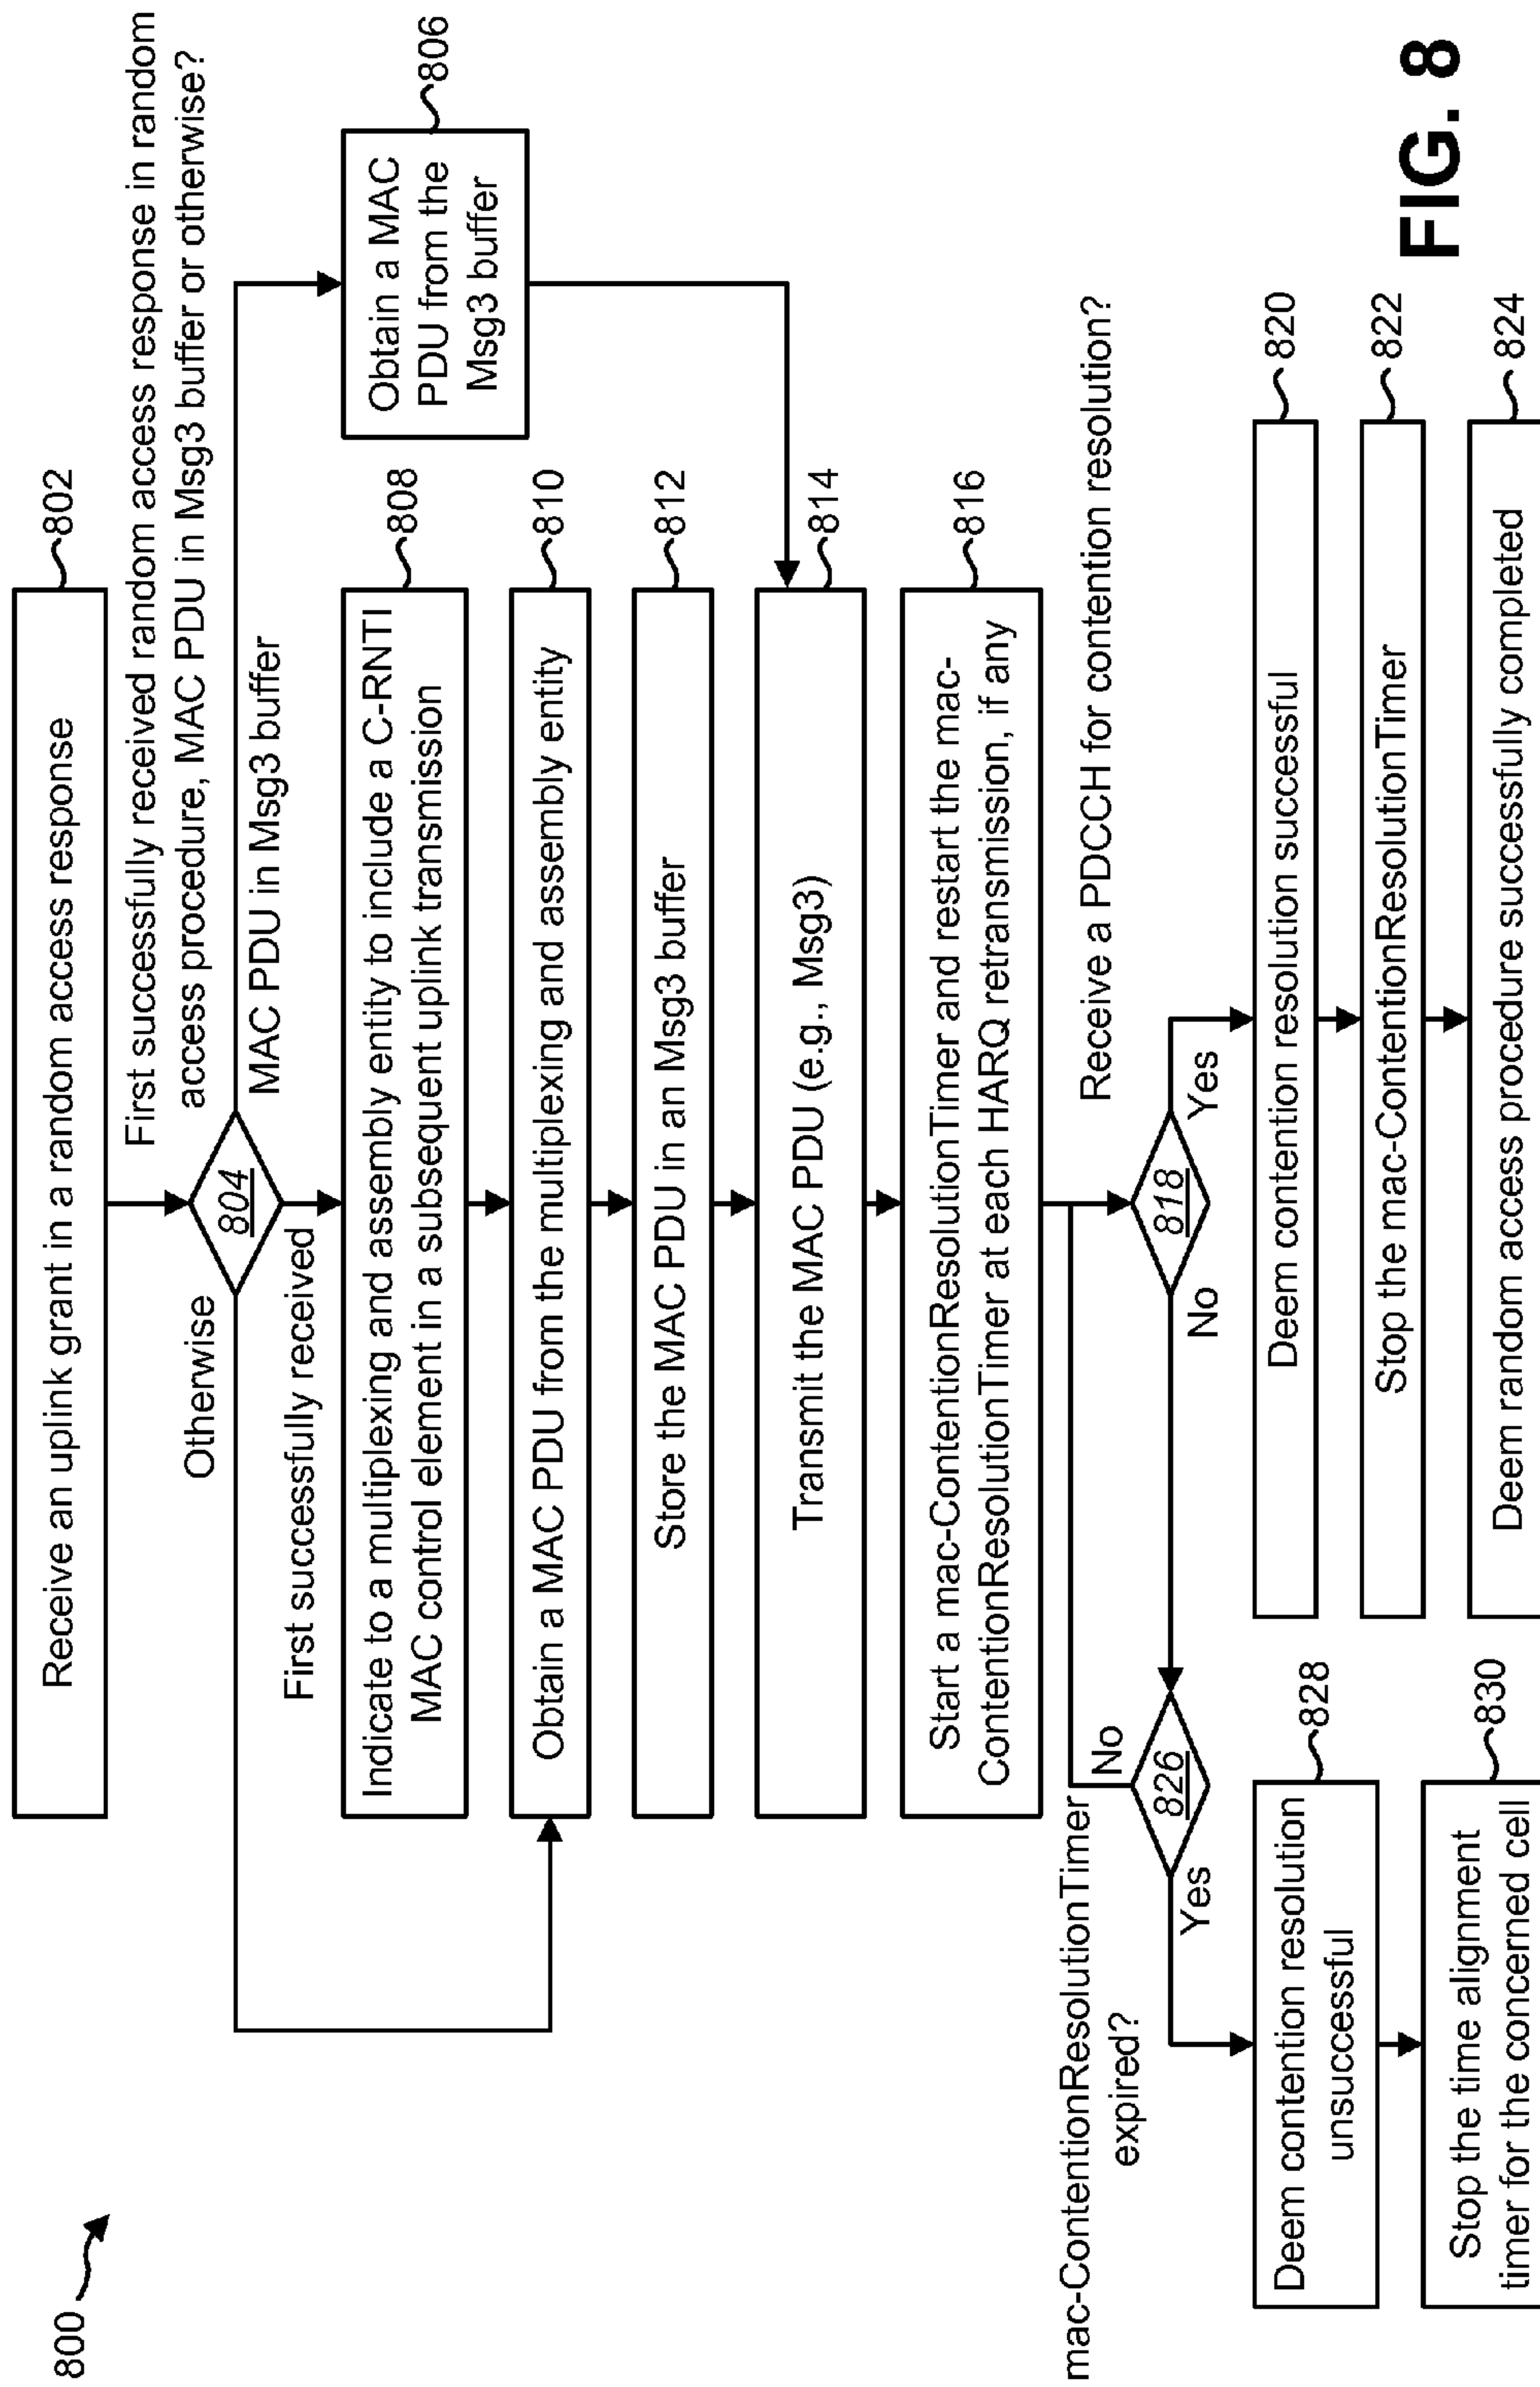 800
Receive an uplink grant in a random access response
802
First successfully received random access response in random
access procedure, MAC PDU in Msg3 buffer or otherwise?
804
Otherwise
MAC PDU in Msg3 buffer
First successfully received
Obtain a MAC
PDU from the
Msg3 buffer
806
Indicate to a multiplexing and assembly entity to include a C-RNTI
MAC control element in a subsequent uplink transmission
808
Obtain a MAC PDU from the multiplexing and assembly entity
810
Store the MAC PDU in an Msg3 buffer
812
Transmit the MAC PDU (e.g., Msg3)
814
Start a mac-ContentionResolutionTimer and restart the mac-
ContentionResolutionTimer at each HARQ retransmission, if any
816
Receive a PDCCH for contention resolution?
818
Yes
No
mac-ContentionResolutionTimer
expired?
826
No
Yes
Deem contention resolution successful
820
Stop the mac-ContentionResolutionTimer
822
Deem random access procedure successfully completed
824
Deem contention resolution
unsuccessful
828
Stop the time alignment
timer for the concerned cell
830
FIG. 8